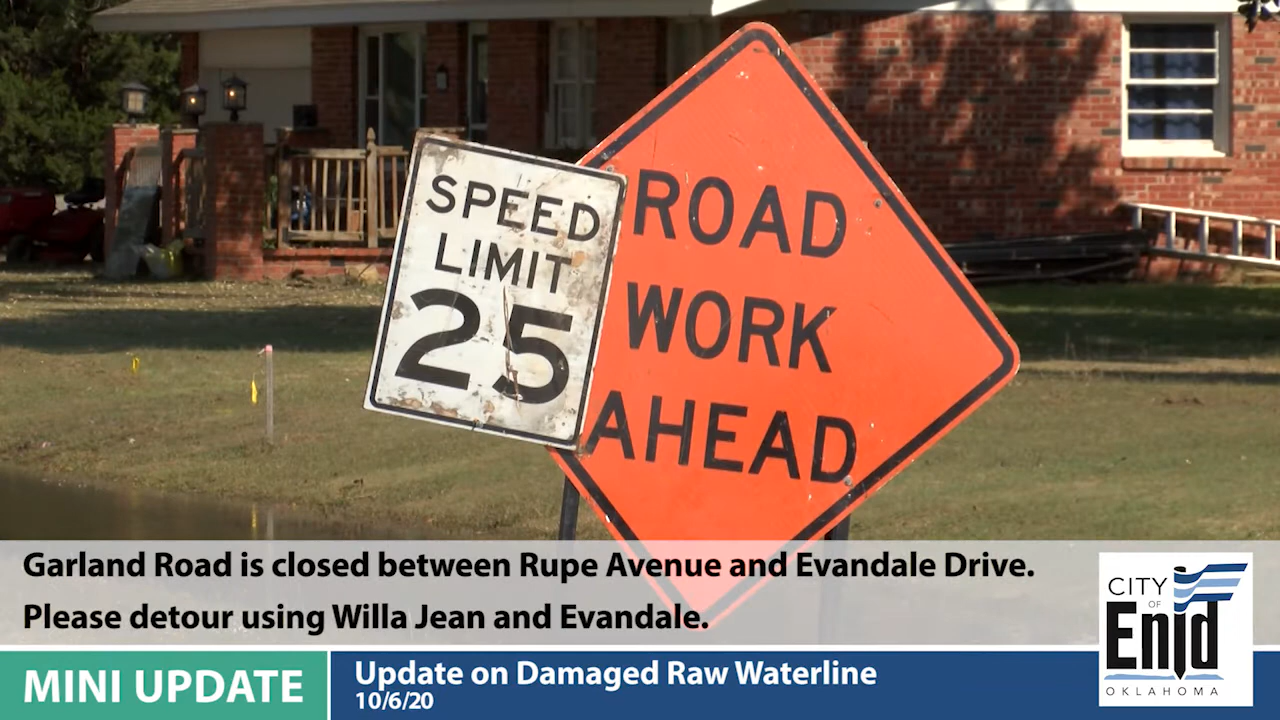 SPEED
LIMIT
25
ROAD
WORK
AHEAD
Garland Road is closed between Rupe Avenue and Evandale Drive.
Please detour using Willa Jean and Evandale.
MINI UPDATE
Update on Damaged Raw Waterline
10/6/20
CITY
OF
Enid
OKLAHOMA